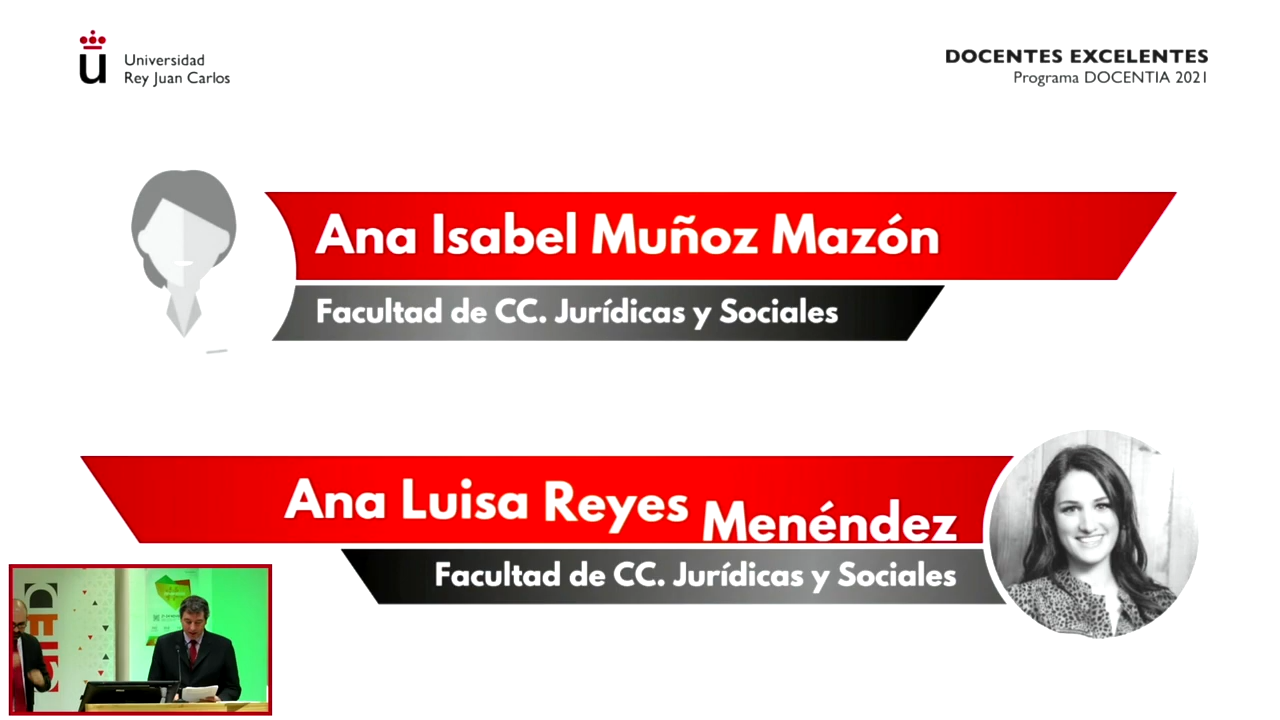 Universidad
Rey Juan Carlos
DOCENTES EXCELENTES
Programa DOCENTIA 2021
Ana Isabel Muñoz Mazón
Facultad de CC. Jurídicas y Sociales
Ana Luisa Reyes Menéndez
Facultad de CC. Jurídicas y Sociales